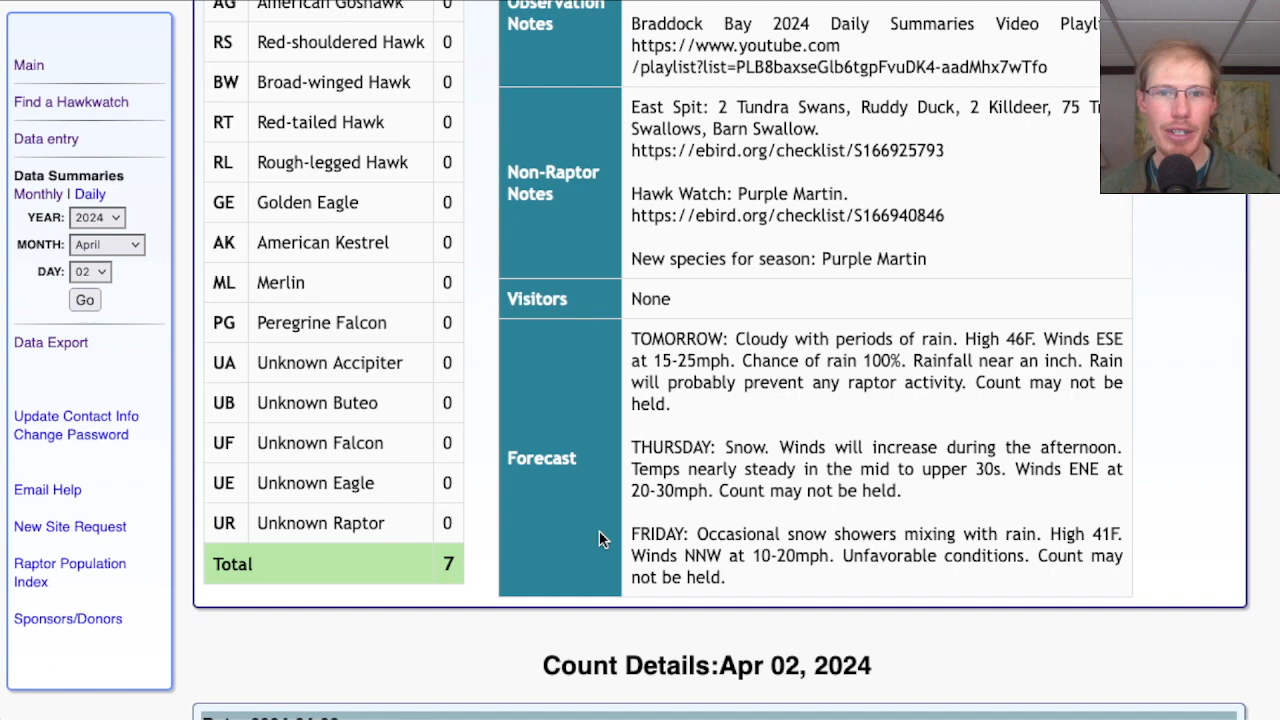 Main
Find a Hawkwatch
Data entry
Data Summaries
Monthly | Daily
YEAR: 2024
MONTH: April
DAY: 02
Go
Data Export
Update Contact Info
Change Password
Email Help
New Site Request
Raptor Population
Index
Sponsors/Donors
AG American Goshawk 0
RS Red-shouldered Hawk 0
BW Broad-winged Hawk 0
RT Red-tailed Hawk 0
RL Rough-legged Hawk 0
GE Golden Eagle 0
AK American Kestrel 0
ML Merlin 0
PG Peregrine Falcon 0
UA Unknown Accipiter 0
UB Unknown Buteo 0
UF Unknown Falcon 0
UE Unknown Eagle 0
UR Unknown Raptor 0
Total 7
Observation
Notes
Braddock Bay 2024 Daily Summaries Video
https://www.youtube.com
/playlist?list=PLB8baxseGlb6tgpFvuDK4-aadMhx7wTfo
Non-Raptor
Notes
East Spit: 2 Tundra Swans, Ruddy Duck, 2 Killdeer, 75
Swallows, Barn Swallow.
https://ebird.org/checklist/S166925793
Hawk Watch: Purple Martin.
https://ebird.org/checklist/S166940846
New species for season: Purple Martin
Visitors
None
Forecast
TOMORROW: Cloudy with periods of rain. High 46F. Winds ESE
at 15-25mph. Chance of rain 100%. Rainfall near an inch. Rain
will probably prevent any raptor activity. Count may not be
held.
THURSDAY: Snow. Winds will increase during the afternoon.
Temps nearly steady in the mid to upper 30s. Winds ENE at
20-30mph. Count may not be held.
FRIDAY: Occasional snow showers mixing with rain. High 41F.
Winds NNW at 10-20mph. Unfavorable conditions. Count may
not be held.
Count Details:Apr 02, 2024